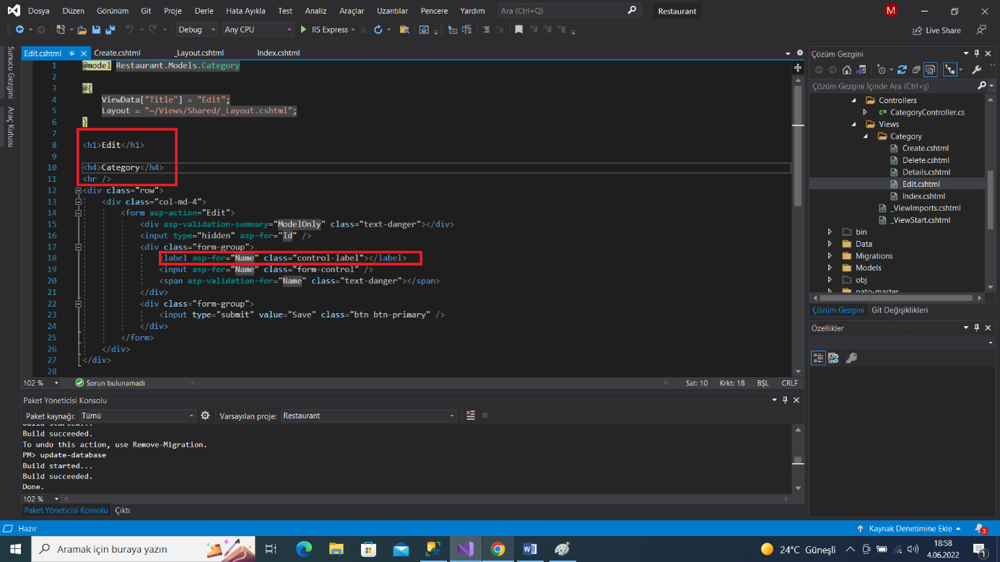 Dosya Düzen Görünüm Git Proje Derle Hata Ayıkla Test Analiz Araçlar Uzantılar Pencere Yardım Ara (Ctrl+Q) Restaurant M
Debug Any CPU IIS Express Live Share
Sunucu Gezgini
Araç Kutusu
Edit.cshtml Create.cshtml _Layout.cshtml Index.cshtml
1 @model Restaurant.Models.Category
2
3 @{
4 ViewData["Title"] = "Edit";
5 Layout = "~/Views/Shared/_Layout.cshtml";
6 }
7
8 <h1>Edit</h1>
9
10 <h4>Category</h4>
11 <hr />
12 <div class="row">
13 <div class="col-md-4">
14 <form asp-action="Edit">
15 <div asp-validation-summary="ModelOnly" class="text-danger"></div>
16 <input type="hidden" asp-for="Id" />
17 <div class="form-group">
18 <label asp-for="Name" class="control-label"></label>
19 <input asp-for="Name" class="form-control" />
20 <span asp-validation-for="Name" class="text-danger"></span>
21 </div>
22 <div class="form-group">
23 <input type="submit" value="Save" class="btn btn-primary" />
24 </div>
25 </form>
26 </div>
27 </div>
28
102 % Sorun bulunamadı Sat: 10 Krkt: 18 BŞL CRLF
Paket Yöneticisi Konsolu
Paket kaynağı: Tümü Varsayılan proje: Restaurant
Build started...
Build succeeded.
To undo this action, use Remove-Migration.
PM> update-database
Build started...
Build succeeded.
Done.
102 %
Paket Yöneticisi Konsolu Çıktı
Çözüm Gezgini
Çözüm Gezgini İçinde Ara (Ctrl+ş)
Controllers
C# CategoryController.cs
Views
Category
Create.cshtml
Delete.cshtml
Details.cshtml
Edit.cshtml
Index.cshtml
_ViewImports.cshtml
_ViewStart.cshtml
bin
Data
Migrations
Models
obj
pato-master
Çözüm Gezgini Git Değişiklikleri
Özellikler
Hazır Kaynak Denetimine Ekle 3
Aramak için buraya yazın 24°C Güneşli 18:58
4.06.2022 1